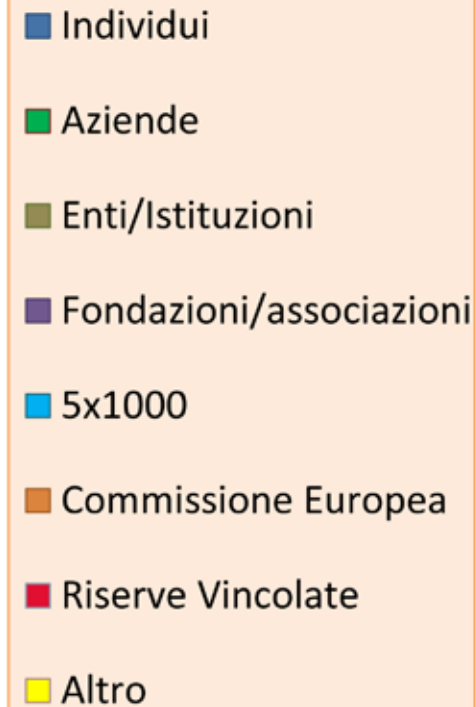 Individui
Aziende
Enti/Istituzioni
Fondazioni/associazioni
5x1000
Commissione Europea
Riserve Vincolate
Altro